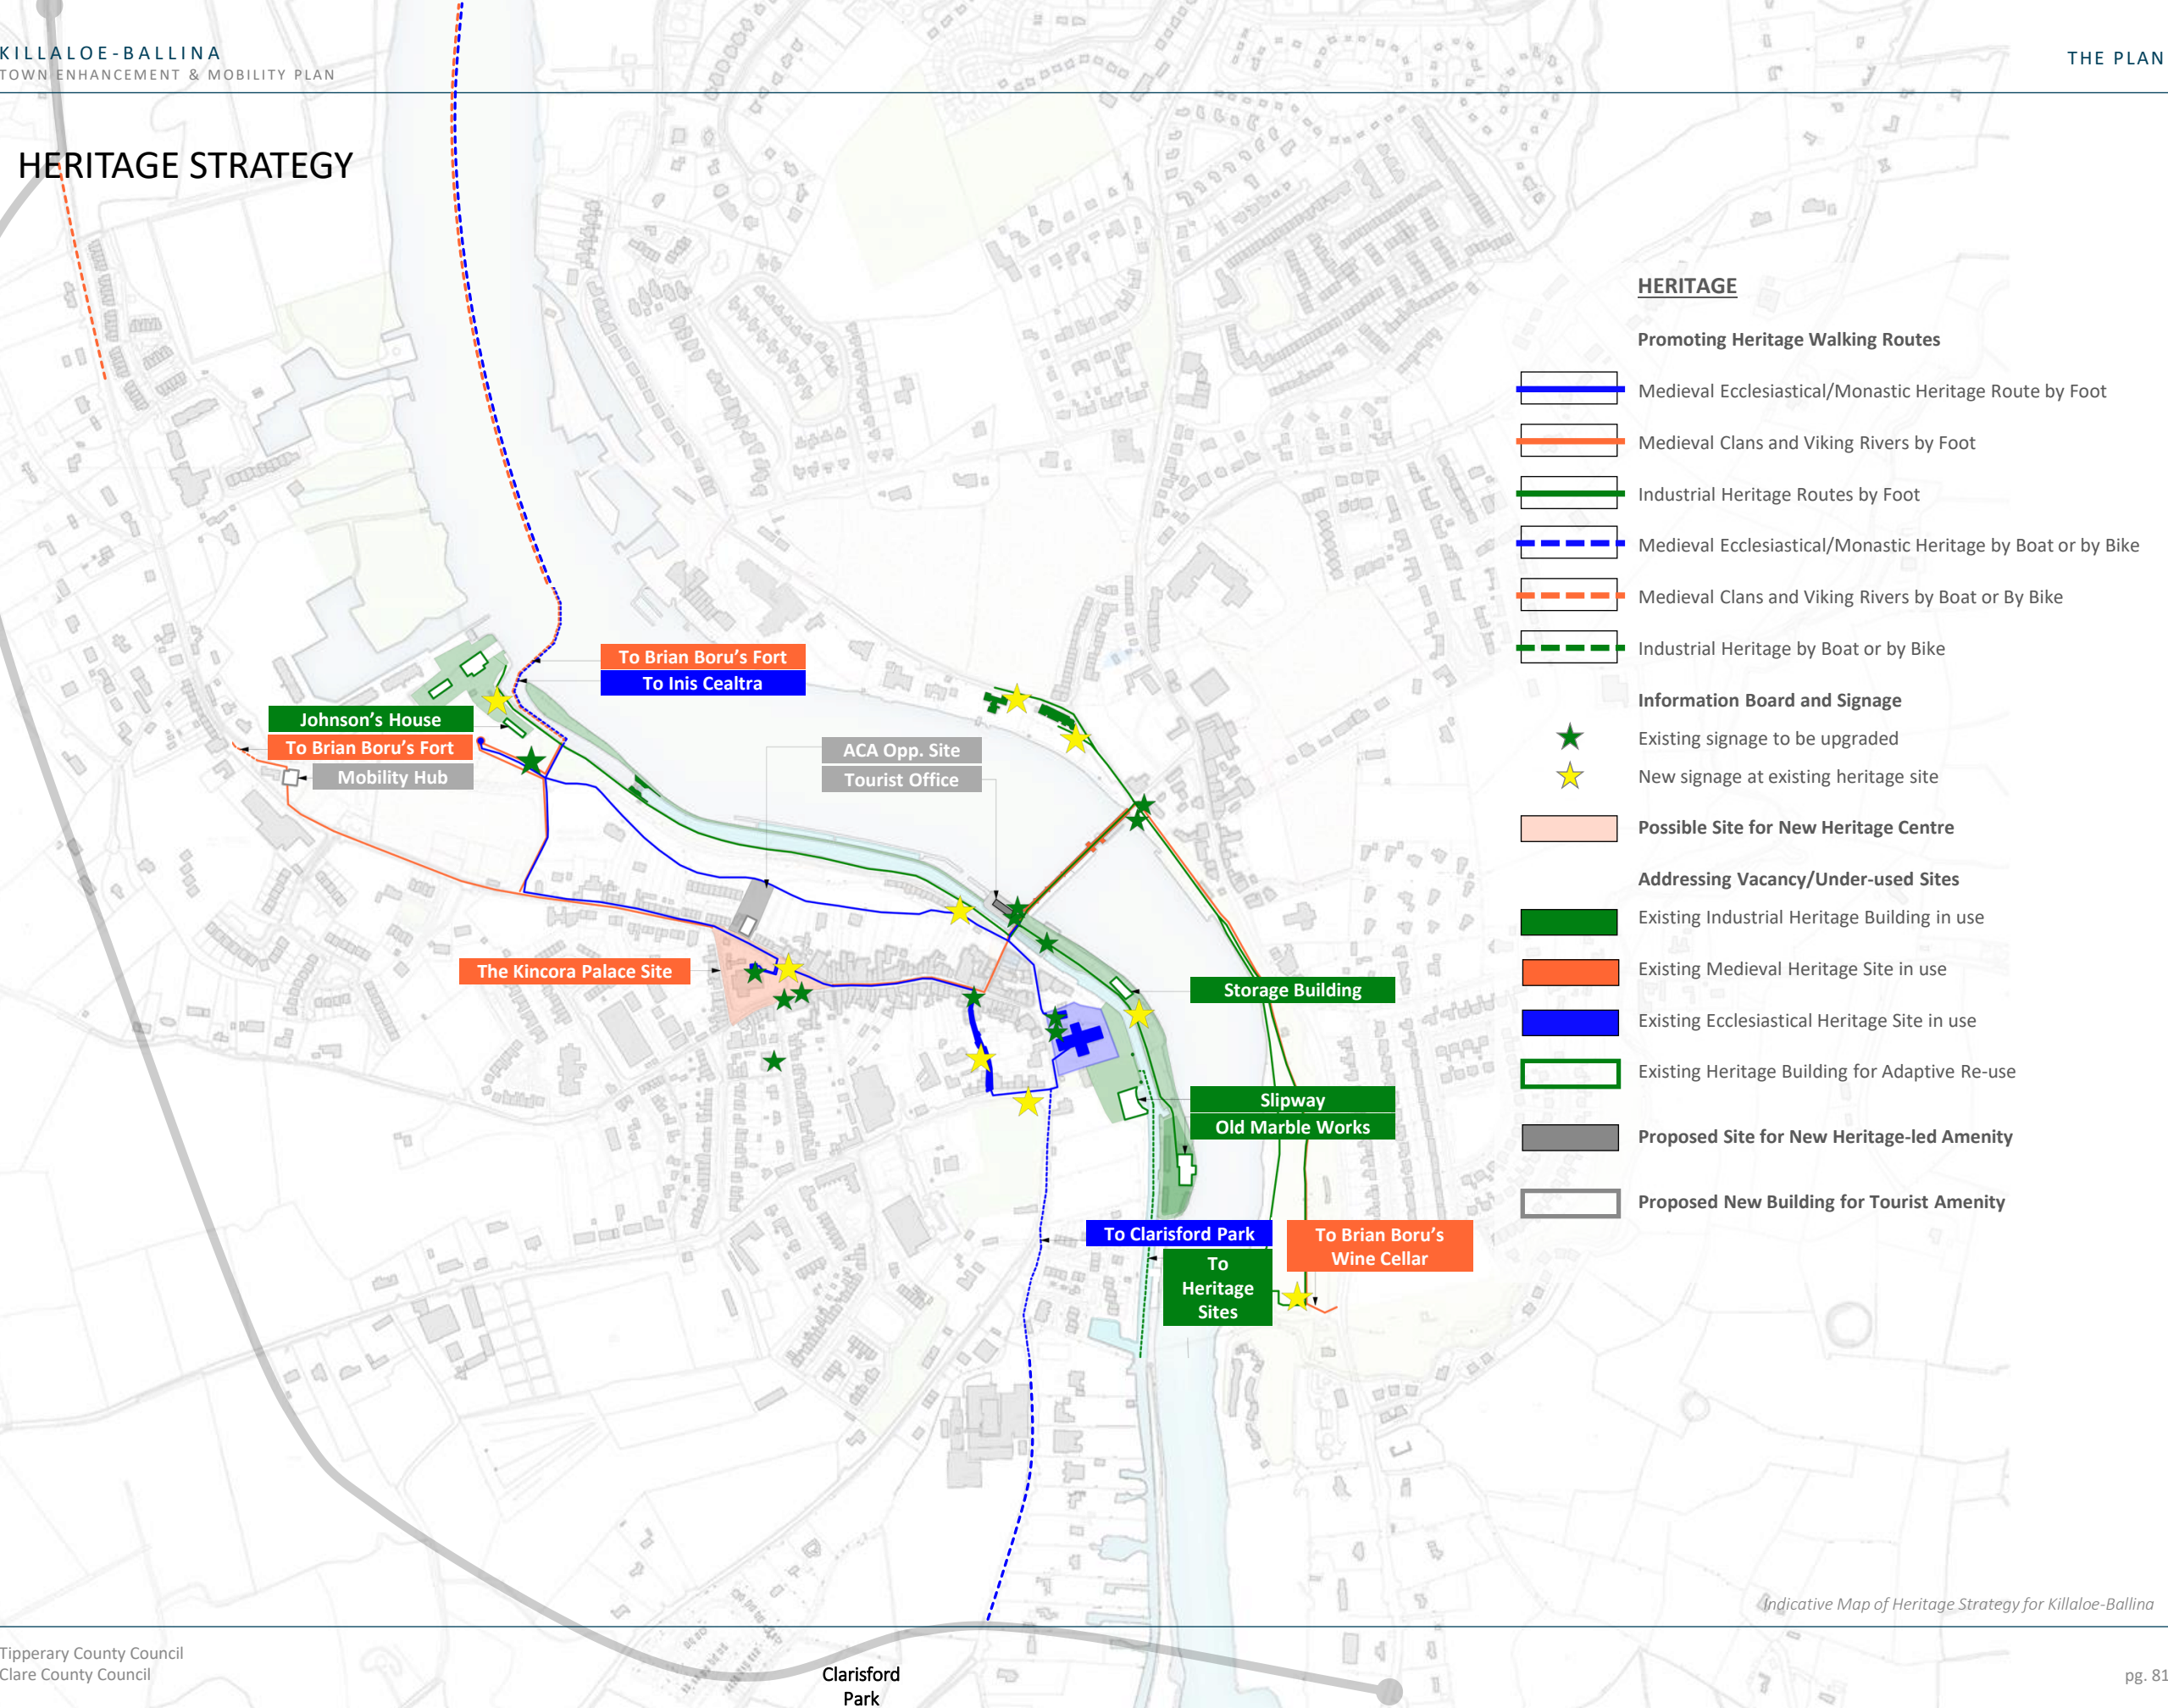 KILLALOE-BALLINA
TOWN ENHANCEMENT & MOBILITY PLAN
THE PLAN
HERITAGE STRATEGY
HERITAGE
Promoting Heritage Walking Routes
Medieval Ecclesiastical/Monastic Heritage Route by Foot
Medieval Clans and Viking Rivers by Foot
Industrial Heritage Routes by Foot
Medieval Ecclesiastical/Monastic Heritage by Boat or by Bike
Medieval Clans and Viking Rivers by Boat or By Bike
Industrial Heritage by Boat or by Bike
Information Board and Signage
Existing signage to be upgraded
New signage at existing heritage site
Possible Site for New Heritage Centre
Addressing Vacancy/Under-used Sites
Existing Industrial Heritage Building in use
Existing Medieval Heritage Site in use
Existing Ecclesiastical Heritage Site in use
Existing Heritage Building for Adaptive Re-use
Proposed Site for New Heritage-led Amenity
Proposed New Building for Tourist Amenity
To Brian Boru's Fort
To Inis Cealtra
Johnson's House
To Brian Boru's Fort
Mobility Hub
ACA Opp. Site
Tourist Office
The Kincora Palace Site
Storage Building
Slipway
Old Marble Works
To Clarisford Park
To Brian Boru's
Wine Cellar
To
Heritage
Sites
Indicative Map of Heritage Strategy for Killaloe-Ballina
Tipperary County Council
Clare County Council
Clarisford
Park
pg. 81